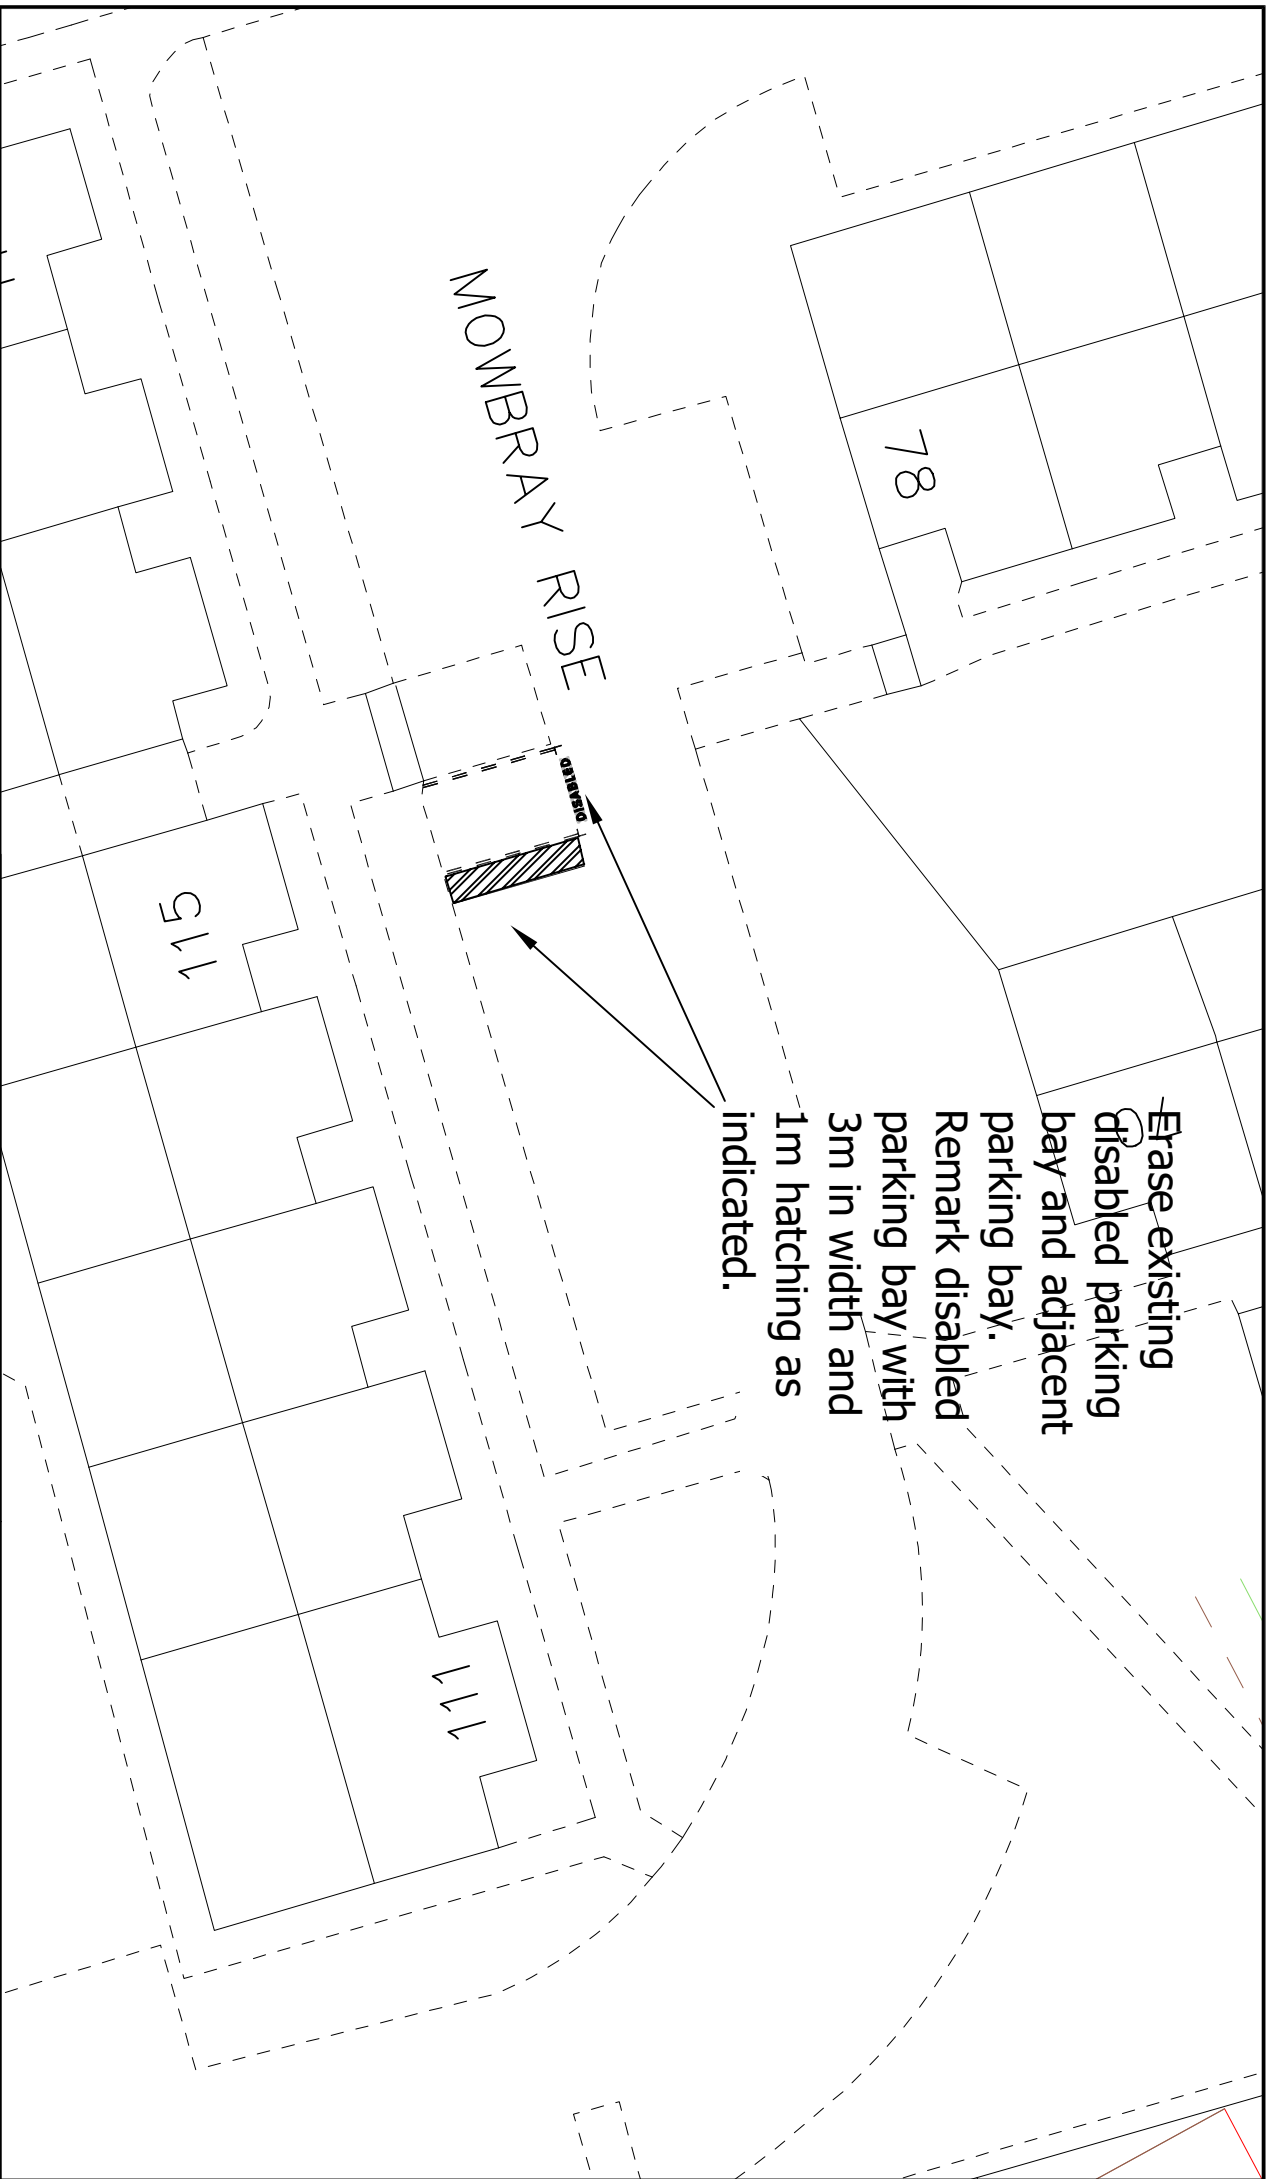 MOWBRAY RISE
78
DISABLED
115
111
Erase existing
disabled parking
bay and adjacent
parking bay.
Remark disabled
parking bay with
3m in width and
1m hatching as
indicated.